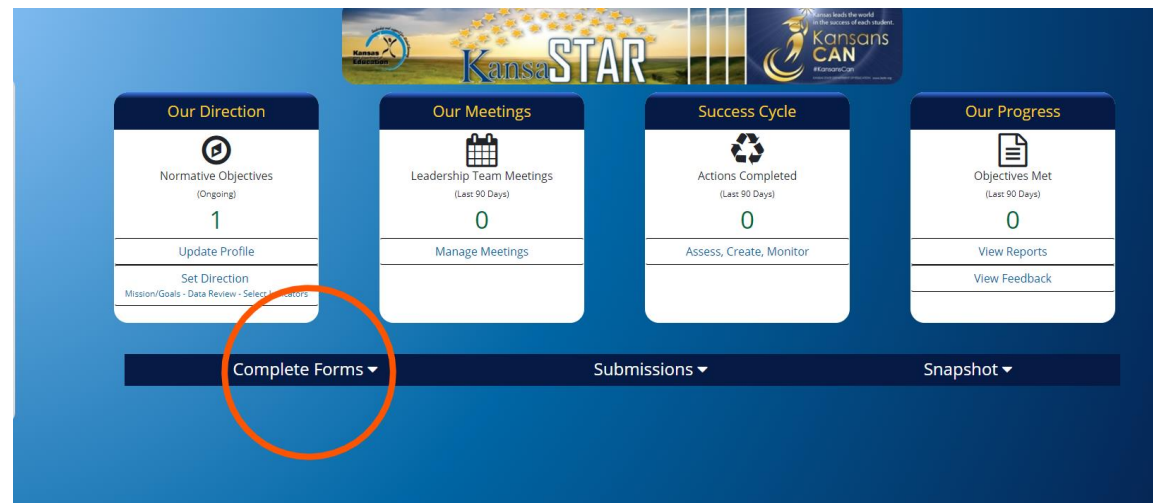 Kansas
Education
KansaSTAR
Kansas leads the world
in the success of each student.
Kansans
CAN
#KansansCan
Our Direction
Normative Objectives
(Ongoing)
1
Update Profile
Set Direction
Mission/Goals - Data Review - Select Indicators
Our Meetings
Leadership Team Meetings
(Last 90 Days)
0
Manage Meetings
Success Cycle
Actions Completed
(Last 90 Days)
0
Assess, Create, Monitor
Our Progress
Objectives Met
(Last 90 Days)
0
View Reports
View Feedback
Complete Forms
Submissions
Snapshot